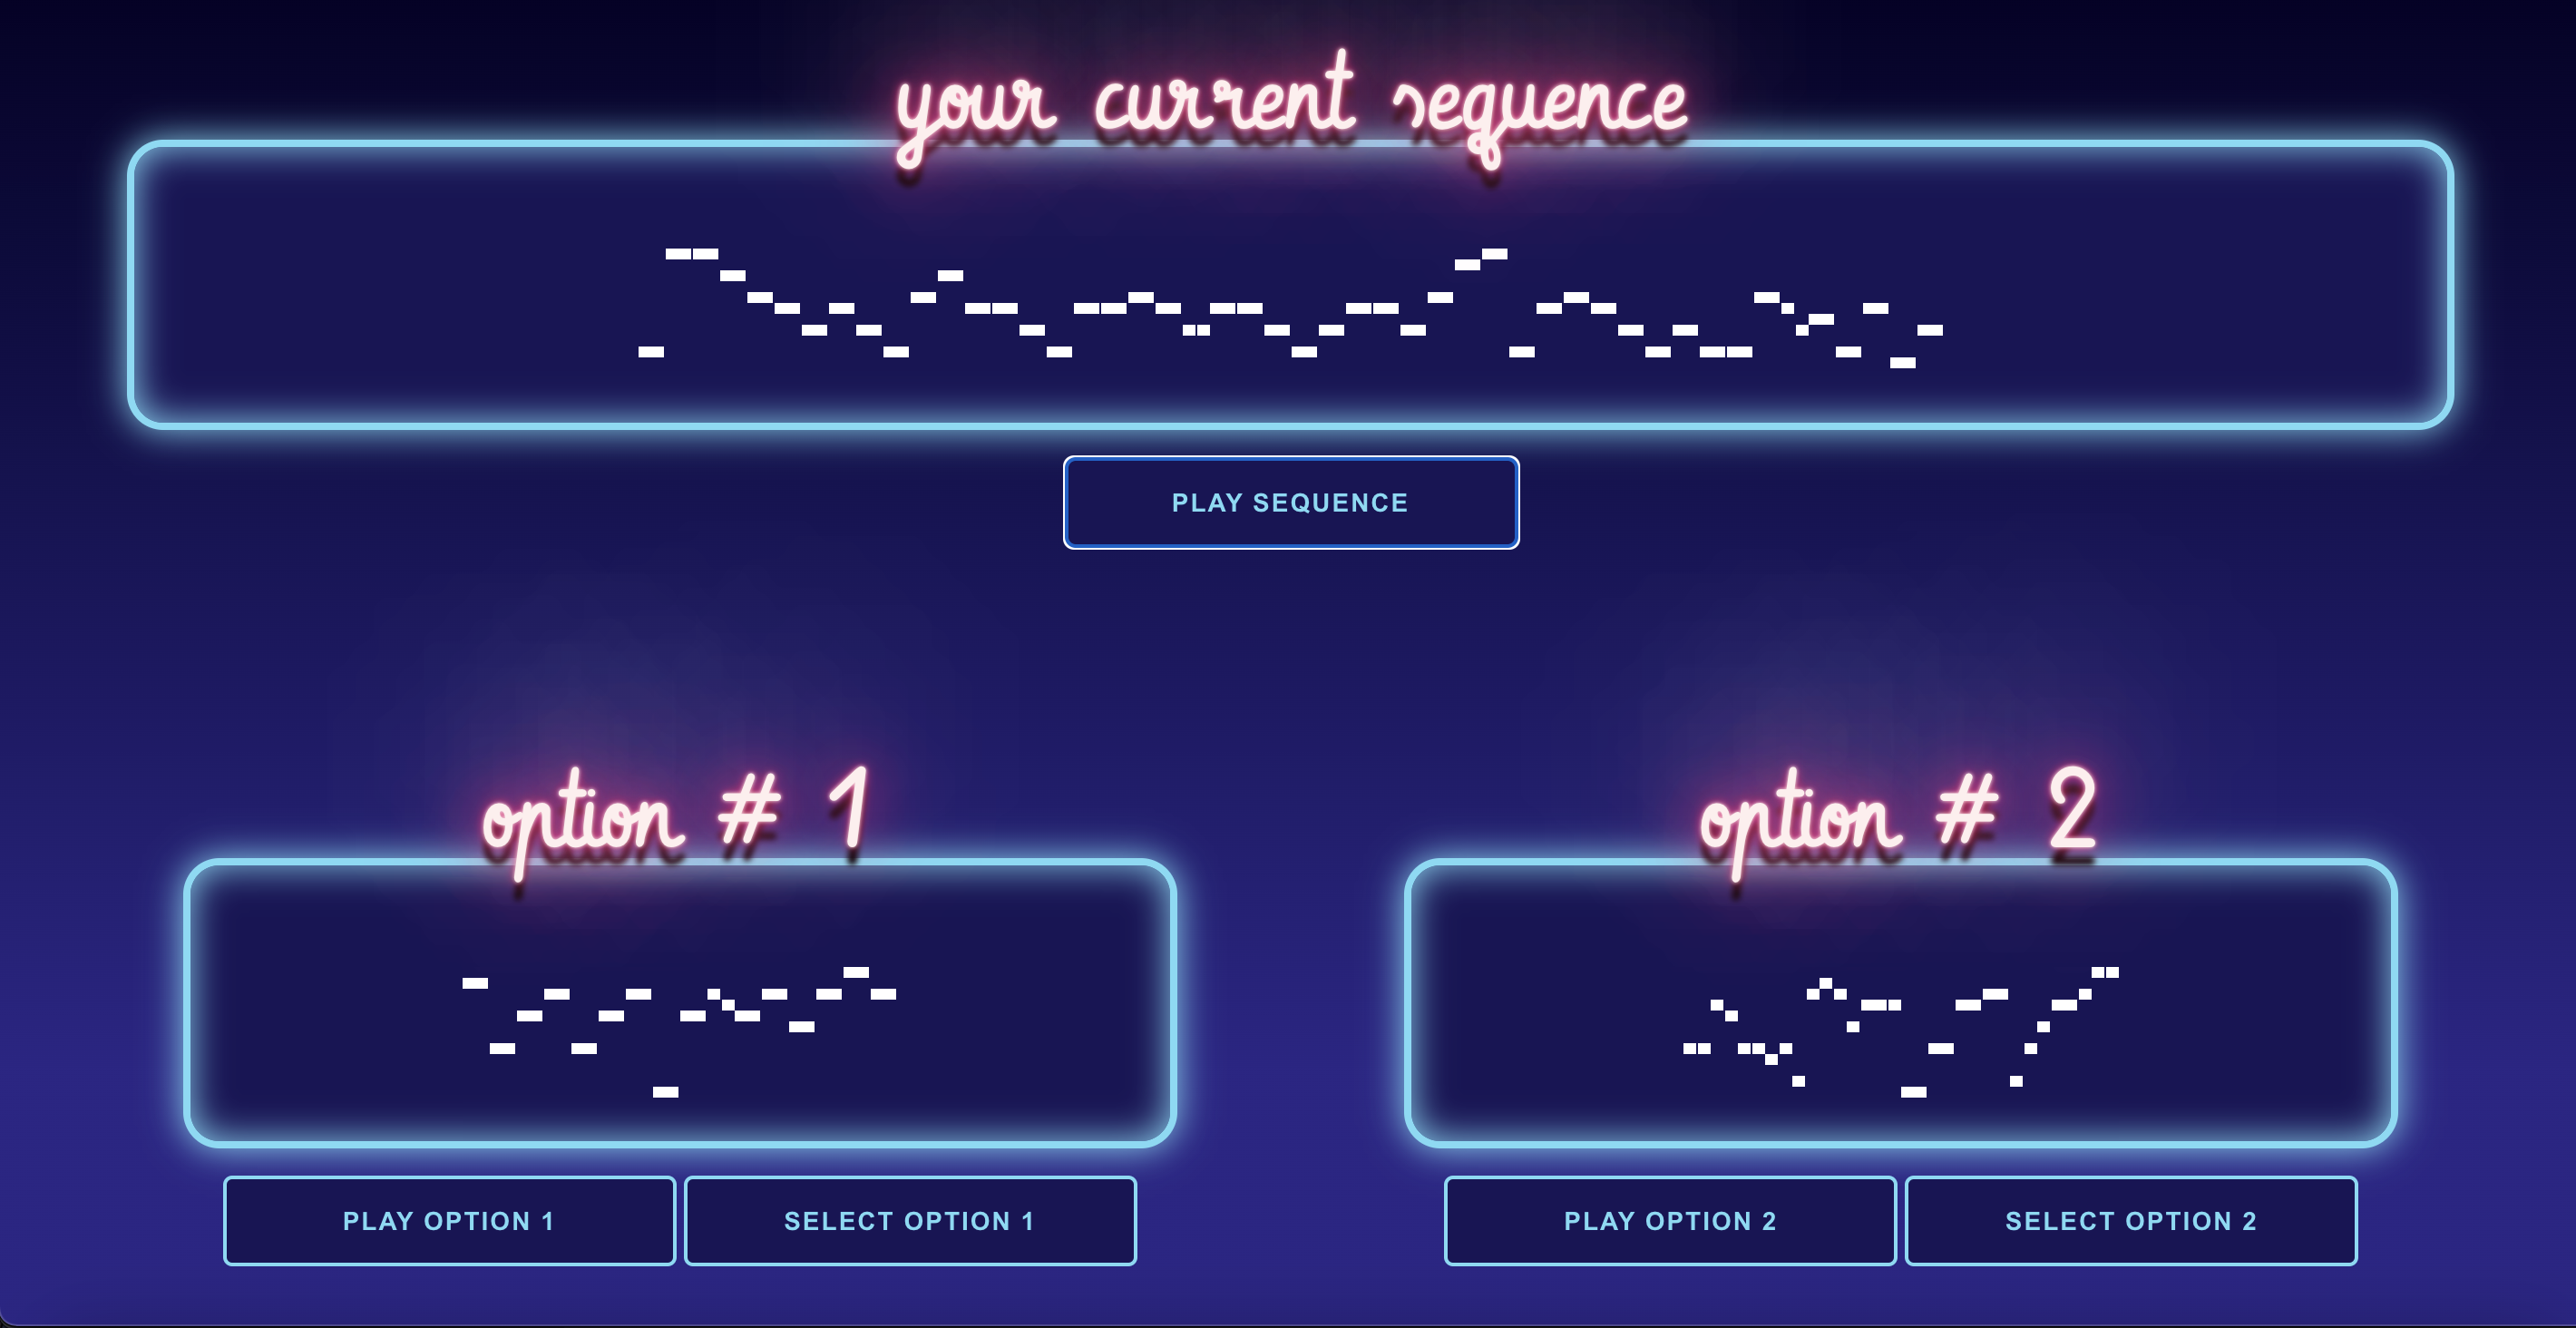 your current sequence
PLAY SEQUENCE
option # 1
option # 2
PLAY OPTION 1
SELECT OPTION 1
PLAY OPTION 2
SELECT OPTION 2